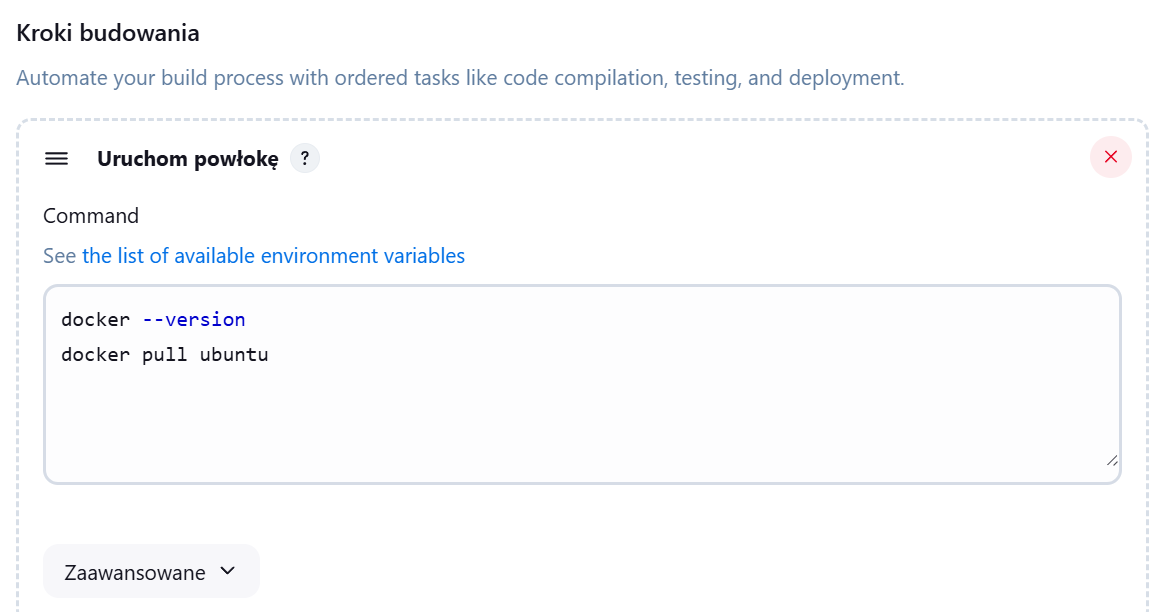 Kroki budowania
Automate your build process with ordered tasks like code compilation, testing, and deployment.
Uruchom powłokę ?
Command
See the list of available environment variables
docker --version
docker pull ubuntu
Zaawansowane